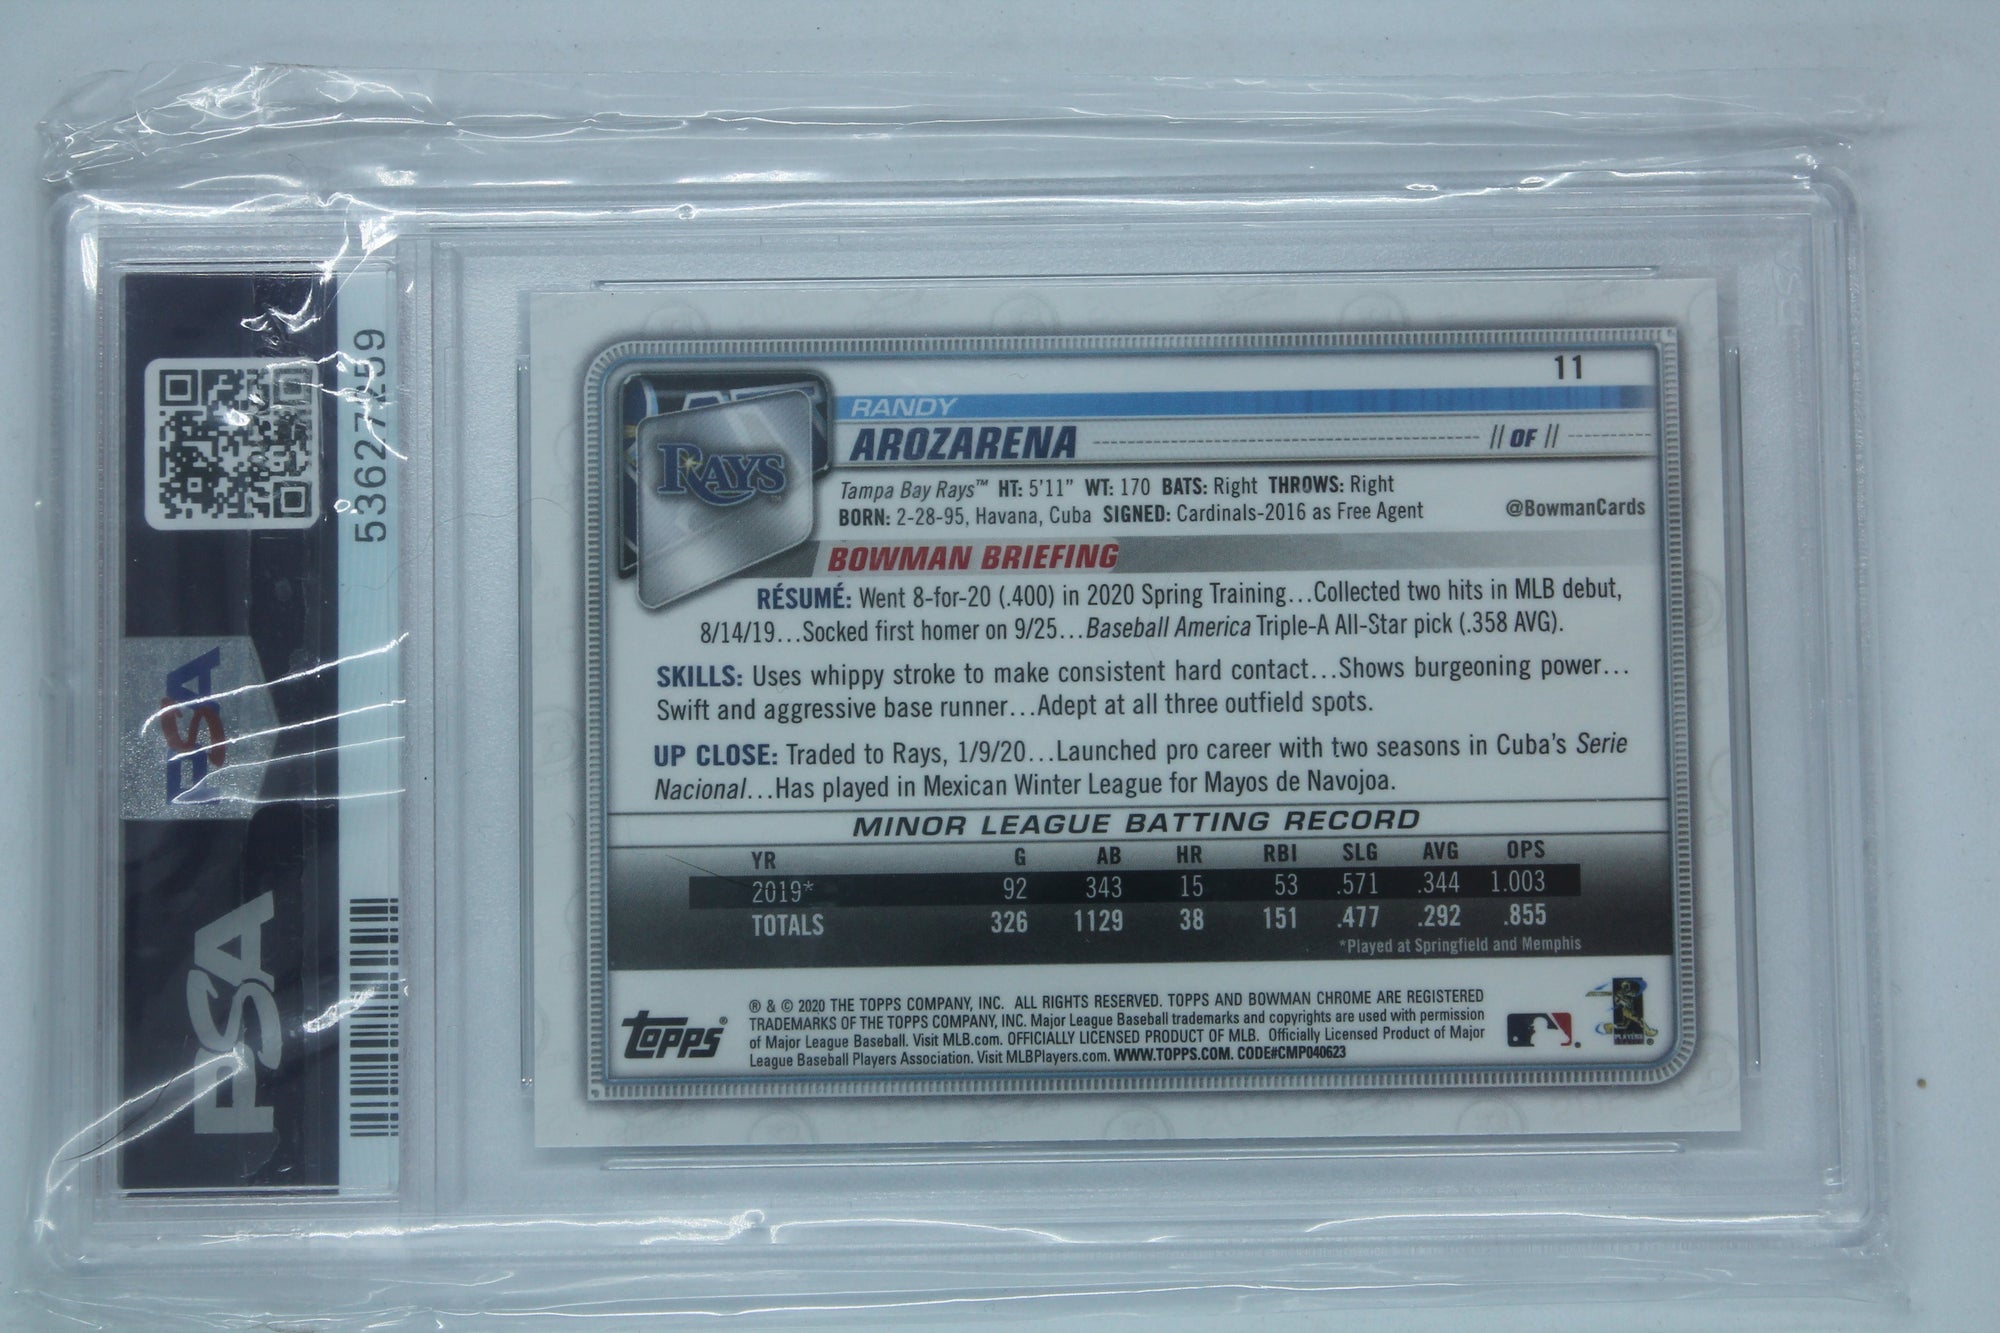 11
RANDY
AROZARENA
// OF //
RAYS
Tampa Bay Rays™ HT: 5'11" WT: 170 BATS: Right THROWS: Right
BORN: 2-28-95, Havana, Cuba SIGNED: Cardinals-2016 as Free Agent
@BowmanCards
BOWMAN BRIEFING
RÉSUMÉ: Went 8-for-20 (.400) in 2020 Spring Training...Collected two hits in MLB debut,
8/14/19...Socked first homer on 9/25...Baseball America Triple-A All-Star pick (.358 AVG).
SKILLS: Uses whippy stroke to make consistent hard contact...Shows burgeoning power...
Swift and aggressive base runner...Adept at all three outfield spots.
UP CLOSE: Traded to Rays, 1/9/20...Launched pro career with two seasons in Cuba's Serie
Nacional...Has played in Mexican Winter League for Mayos de Navojoa.
MINOR LEAGUE BATTING RECORD
YR G AB HR RBI SLG AVG OPS
2019* 92 343 15 53 .571 .344 1.003
TOTALS 326 1129 38 151 .477 .292 .855
*Played at Springfield and Memphis
Topps®
® & © 2020 THE TOPPS COMPANY, INC. ALL RIGHTS RESERVED. TOPPS AND BOWMAN CHROME ARE REGISTERED
TRADEMARKS OF THE TOPPS COMPANY, INC. Major League Baseball trademarks and copyrights are used with permission
of Major League Baseball. Visit MLB.com. OFFICIALLY LICENSED PRODUCT OF MLB. Officially Licensed Product of Major
League Baseball Players Association. Visit MLBPlayers.com. WWW.TOPPS.COM. CODE#CMP040623
PLAYERS
PSA
PSA